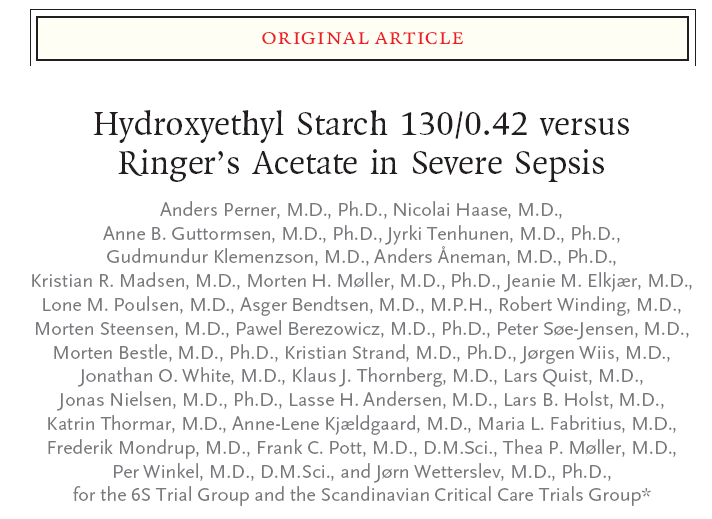 ORIGINAL ARTICLE
Hydroxyethyl Starch 130/0.42 versus
Ringer's Acetate in Severe Sepsis
Anders Perner, M.D., Ph.D., Nicolai Haase, M.D.,
Anne B. Guttormsen, M.D., Ph.D., Jyrki Tenhunen, M.D., Ph.D.,
Gudmundur Klemenzson, M.D., Anders Åneman, M.D., Ph.D.,
Kristian R. Madsen, M.D., Morten H. Møller, M.D., Ph.D., Jeanie M. Elkjær, M.D.,
Lone M. Poulsen, M.D., Asger Bendtsen, M.D., M.P.H., Robert Winding, M.D.,
Morten Steensen, M.D., Pawel Berezowicz, M.D., Ph.D., Peter Søe-Jensen, M.D.,
Morten Bestle, M.D., Ph.D., Kristian Strand, M.D., Ph.D., Jørgen Wiis, M.D.,
Jonathan O. White, M.D., Klaus J. Thornberg, M.D., Lars Quist, M.D.,
Jonas Nielsen, M.D., Ph.D., Lasse H. Andersen, M.D., Lars B. Holst, M.D.,
Katrin Thormar, M.D., Anne-Lene Kjældgaard, M.D., Maria L. Fabritius, M.D.,
Frederik Mondrup, M.D., Frank C. Pott, M.D., D.M.Sci., Thea P. Møller, M.D.,
Per Winkel, M.D., D.M.Sci., and Jørn Wetterslev, M.D., Ph.D.,
for the 6S Trial Group and the Scandinavian Critical Care Trials Group*